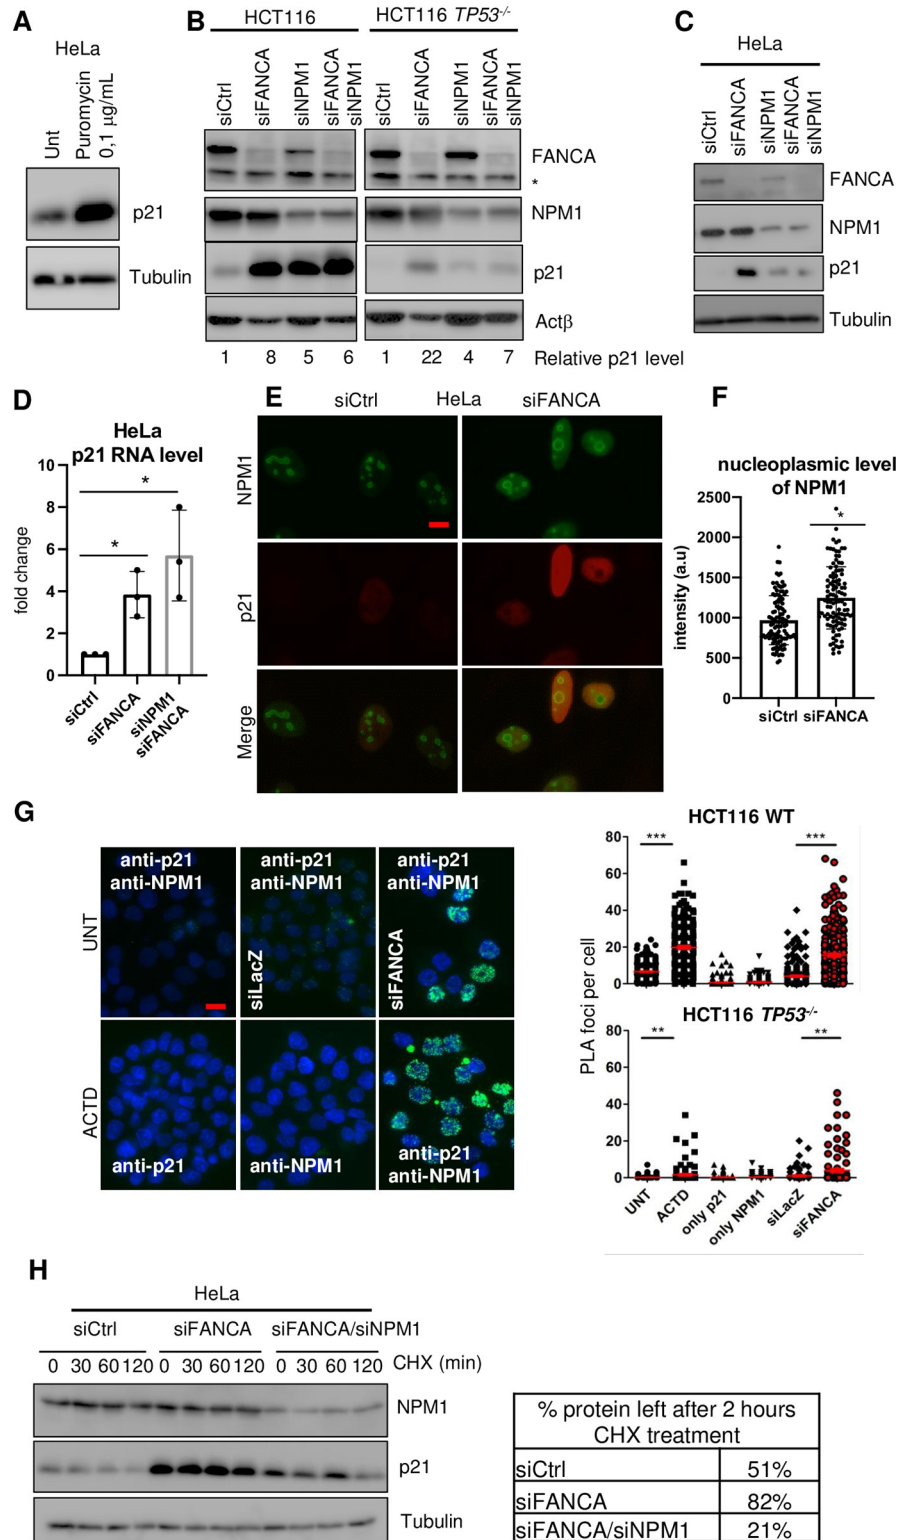 A
HeLa
Unt
Puromycin
0,1 µg/mL
p21
Tubulin
B
HCT116
HCT116 TP53-/-
siCtrl
siFANCA
siNPM1
siFANCA
siNPM1
siCtrl
siFANCA
siNPM1
siFANCA
siNPM1
FANCA
*
NPM1
p21
Actβ
1 8 5 6 1 22 4 7 Relative p21 level
C
HeLa
siCtrl
siFANCA
siNPM1
siFANCA
siNPM1
FANCA
NPM1
p21
Tubulin
D
HeLa
p21 RNA level
fold change
10
8
6
4
2
0
*
*
siCtrl
siFANCA
siNPM1
siFANCA
E
siCtrl HeLa siFANCA
NPM1
p21
Merge
F
nucleoplasmic level
of NPM1
intensity (a.u)
2500
2000
1500
1000
500
0
*
siCtrl siFANCA
G
UNT
anti-p21
anti-NPM1
anti-p21
anti-NPM1
siLacZ
anti-p21
anti-NPM1
siFANCA
ACTD
anti-p21
anti-NPM1
anti-p21
anti-NPM1
PLA foci per cell
HCT116 WT
80
60
40
20
0
***
***
HCT116 TP53-/-
80
60
40
20
0
**
**
UNT
ACTD
only p21
only NPM1
siLacZ
siFANCA
H
HeLa
siCtrl siFANCA siFANCA/siNPM1
0 30 60 120 0 30 60 120 0 30 60 120 CHX (min)
NPM1
p21
Tubulin
% protein left after 2 hours
CHX treatment
siCtrl 51%
siFANCA 82%
siFANCA/siNPM1 21%